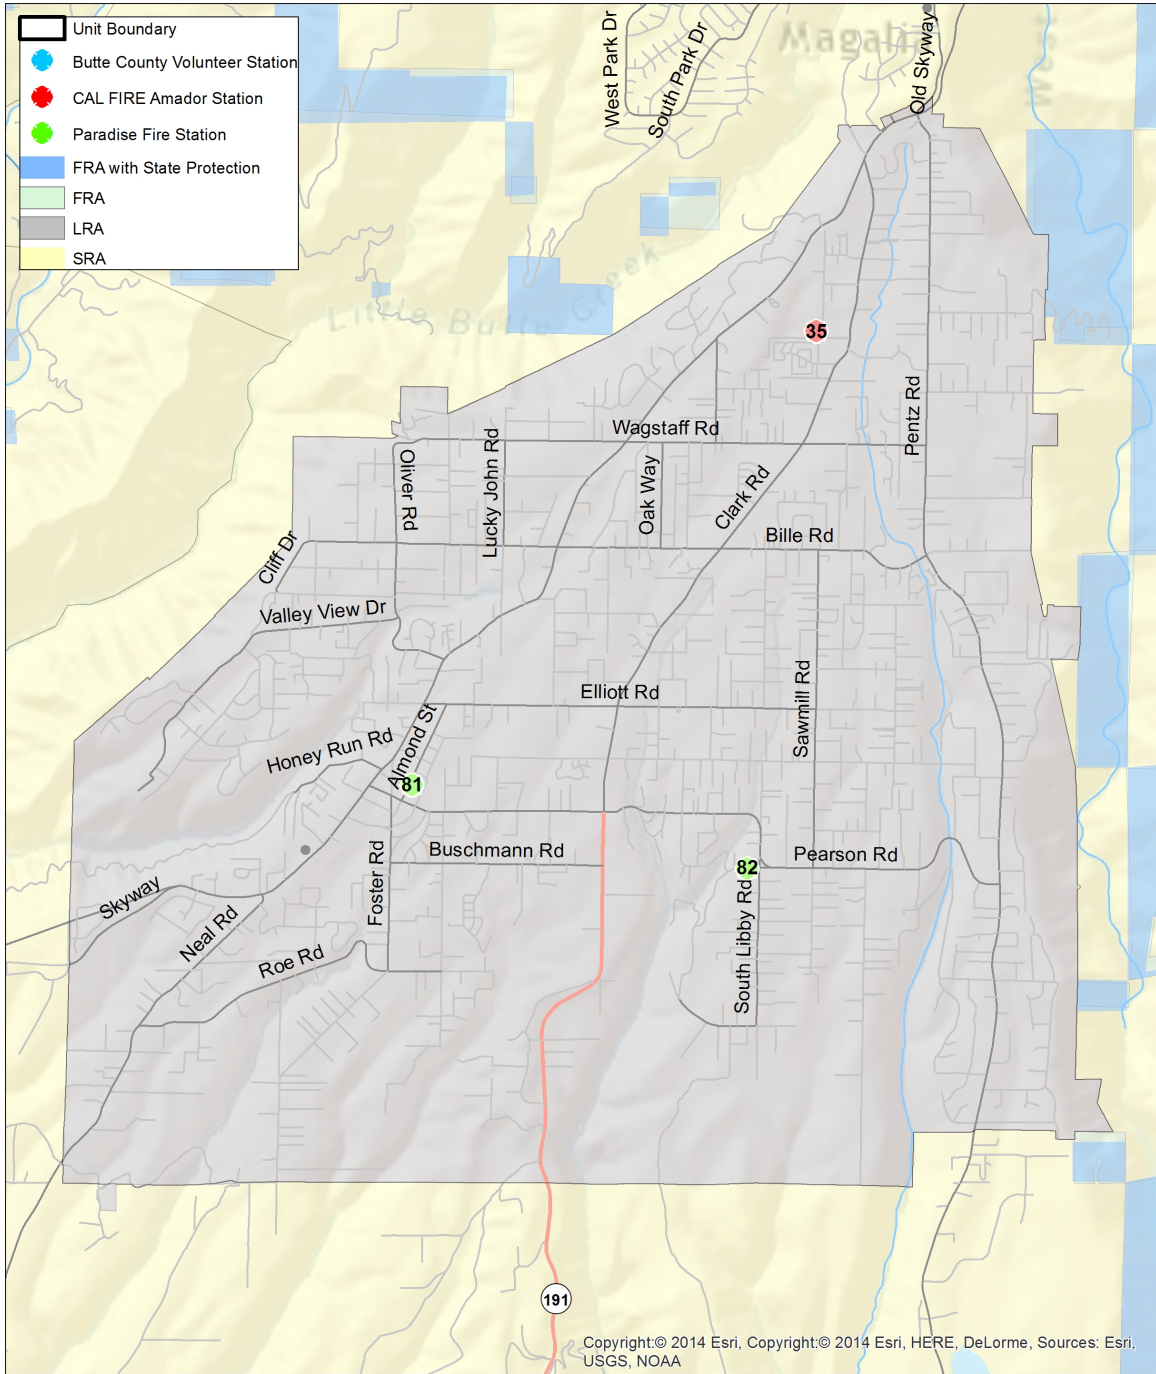 Unit Boundary
Butte County Volunteer Station
CAL FIRE Amador Station
Paradise Fire Station
FRA with State Protection
FRA
LRA
SRA
West Park Dr
South Park Dr
Old Skyway
Little Butte Creek
35
Pentz Rd
Wagstaff Rd
Oliver Rd
Lucky John Rd
Oak Way
Clark Rd
Bille Rd
Cliff Dr
Valley View Dr
Elliott Rd
Sawmill Rd
Almond St
Honey Run Rd
81
Buschmann Rd
Foster Rd
Pearson Rd
82
Skyway
Neal Rd
Roe Rd
South Libby Rd
191
Copyright:© 2014 Esri, Copyright:© 2014 Esri, HERE, DeLorme, Sources: Esri,
USGS, NOAA